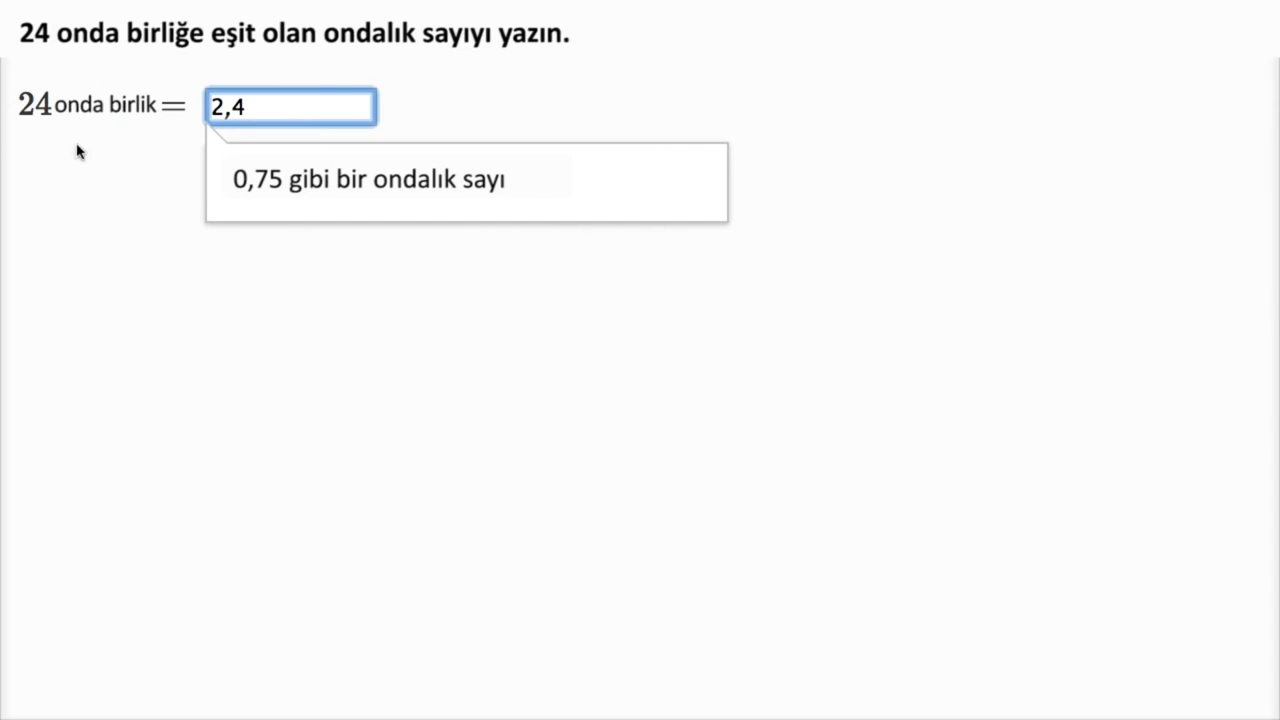 24 onda birliğe eşit olan ondalık sayıyı yazın.
24 onda birlik = 2,4
0,75 gibi bir ondalık sayı